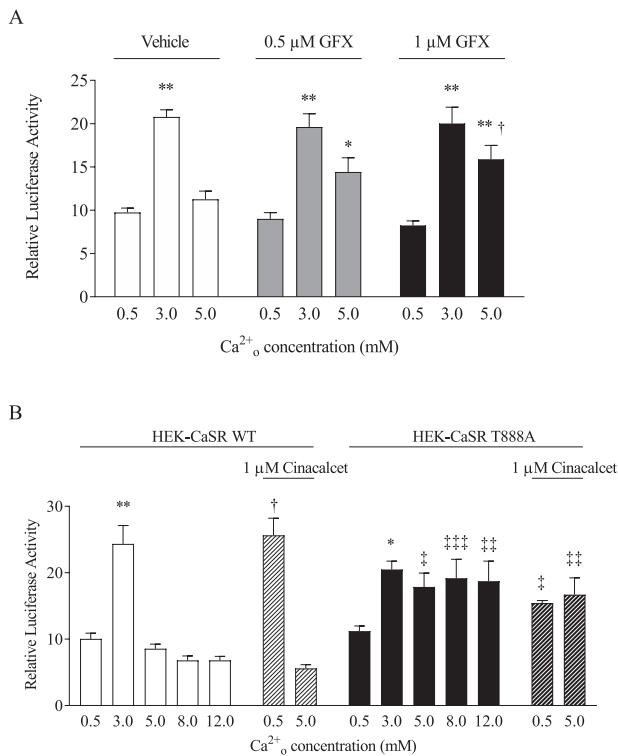 A
Vehicle 0.5 µM GFX 1 µM GFX
Relative Luciferase Activity
25
20
15
10
5
0
** ** * ** ** †
0.5 3.0 5.0 0.5 3.0 5.0 0.5 3.0 5.0
Ca2+o concentration (mM)
B
HEK-CaSR WT HEK-CaSR T888A
1 µM Cinacalcet 1 µM Cinacalcet
Relative Luciferase Activity
30
20
10
0
** † * ‡ ‡‡‡ ‡‡ ‡ ‡‡
0.5 3.0 5.0 8.0 12.0 0.5 5.0 0.5 3.0 5.0 8.0 12.0 0.5 5.0
Ca2+o concentration (mM)